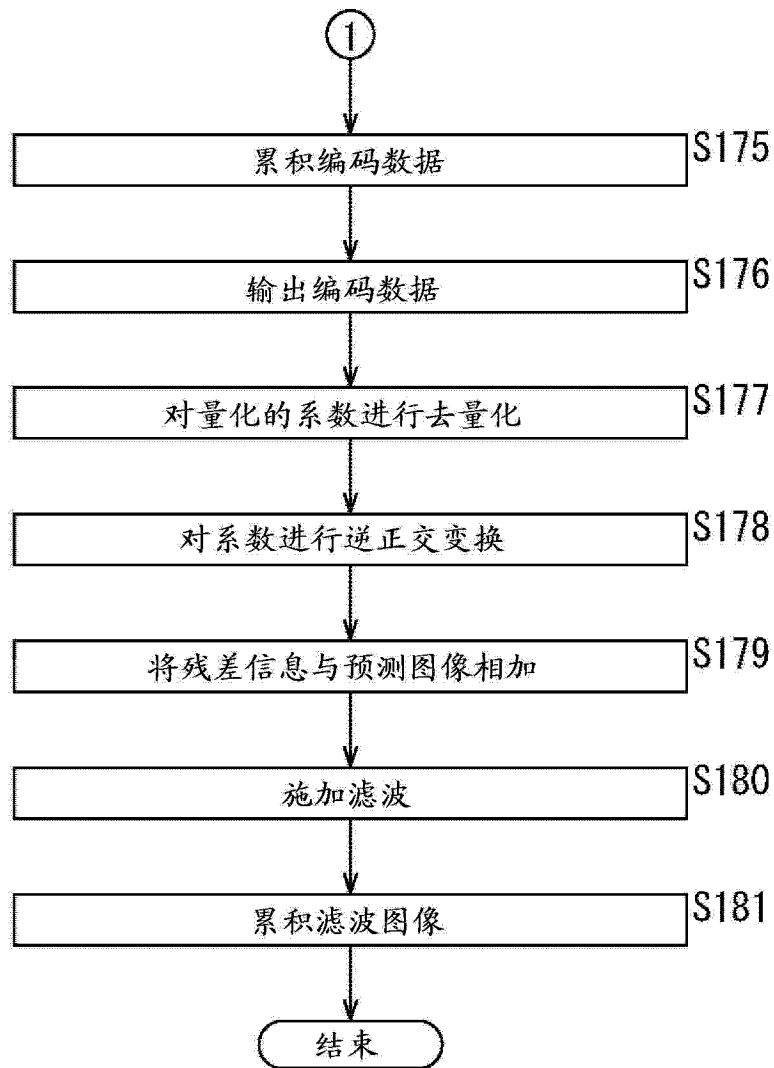 1
累积编码数据
S175
输出编码数据
S176
对量化的系数进行去量化
S177
对系数进行逆正交变换
S178
将残差信息与预测图像相加
S179
施加滤波
S180
累积滤波图像
S181
结束